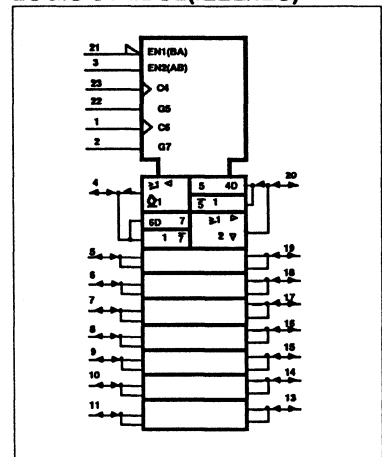 21 EN1(BA)
3 EN2(AB)
23 C4
22 G5
1 C6
2 G7
4 ≥1 ◁ 5 4D 20
1 5̅ 1
6D 7 ≥1 ▷
1 7̅ 2 ▽
5 19
6 18
7 17
8 16
9 15
10 14
11 13